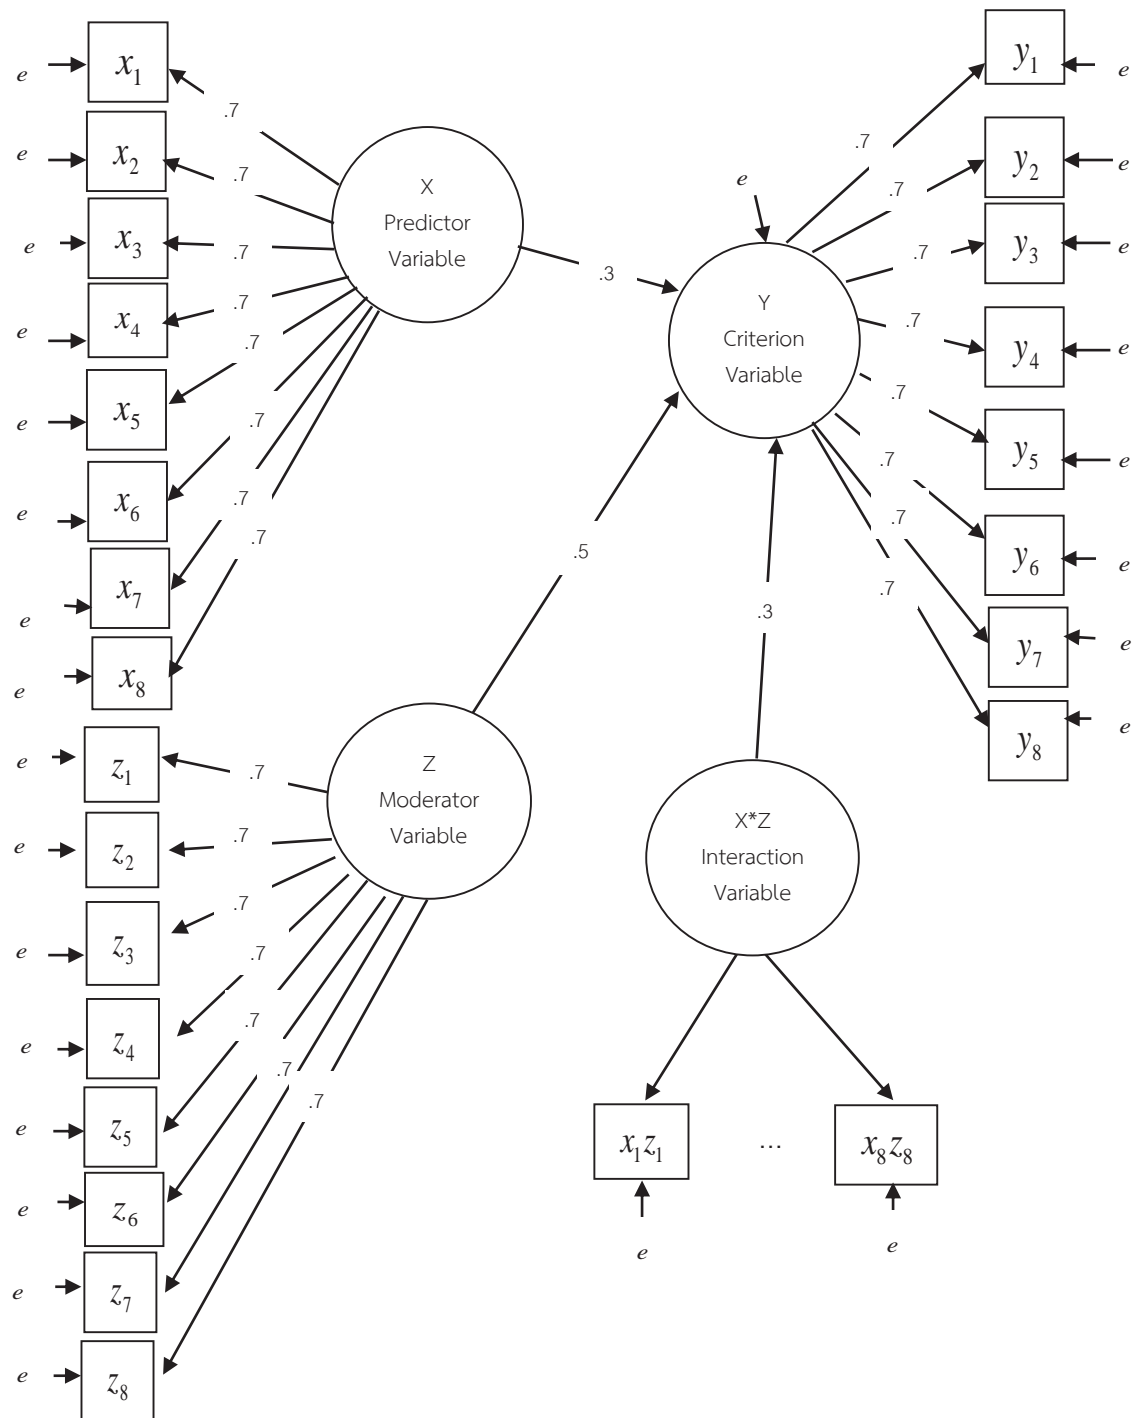 e
x1
.7
e
x2
.7
e
x3
.7
e
x4
.7
e
x5
.7
e
x6
.7
e
x7
.7
e
x8
.7
X
Predictor
Variable
.3
e
Y
Criterion
Variable
.7
y1
e
.7
y2
e
.7
y3
e
.7
y4
e
.7
y5
e
.7
y6
e
.7
y7
e
.7
y8
e
.5
.3
e
z1
.7
e
z2
.7
e
z3
.7
e
z4
.7
e
z5
.7
e
z6
.7
e
z7
.7
e
z8
Z
Moderator
Variable
X*Z
Interaction
Variable
x1z1
...
x8z8
e
e